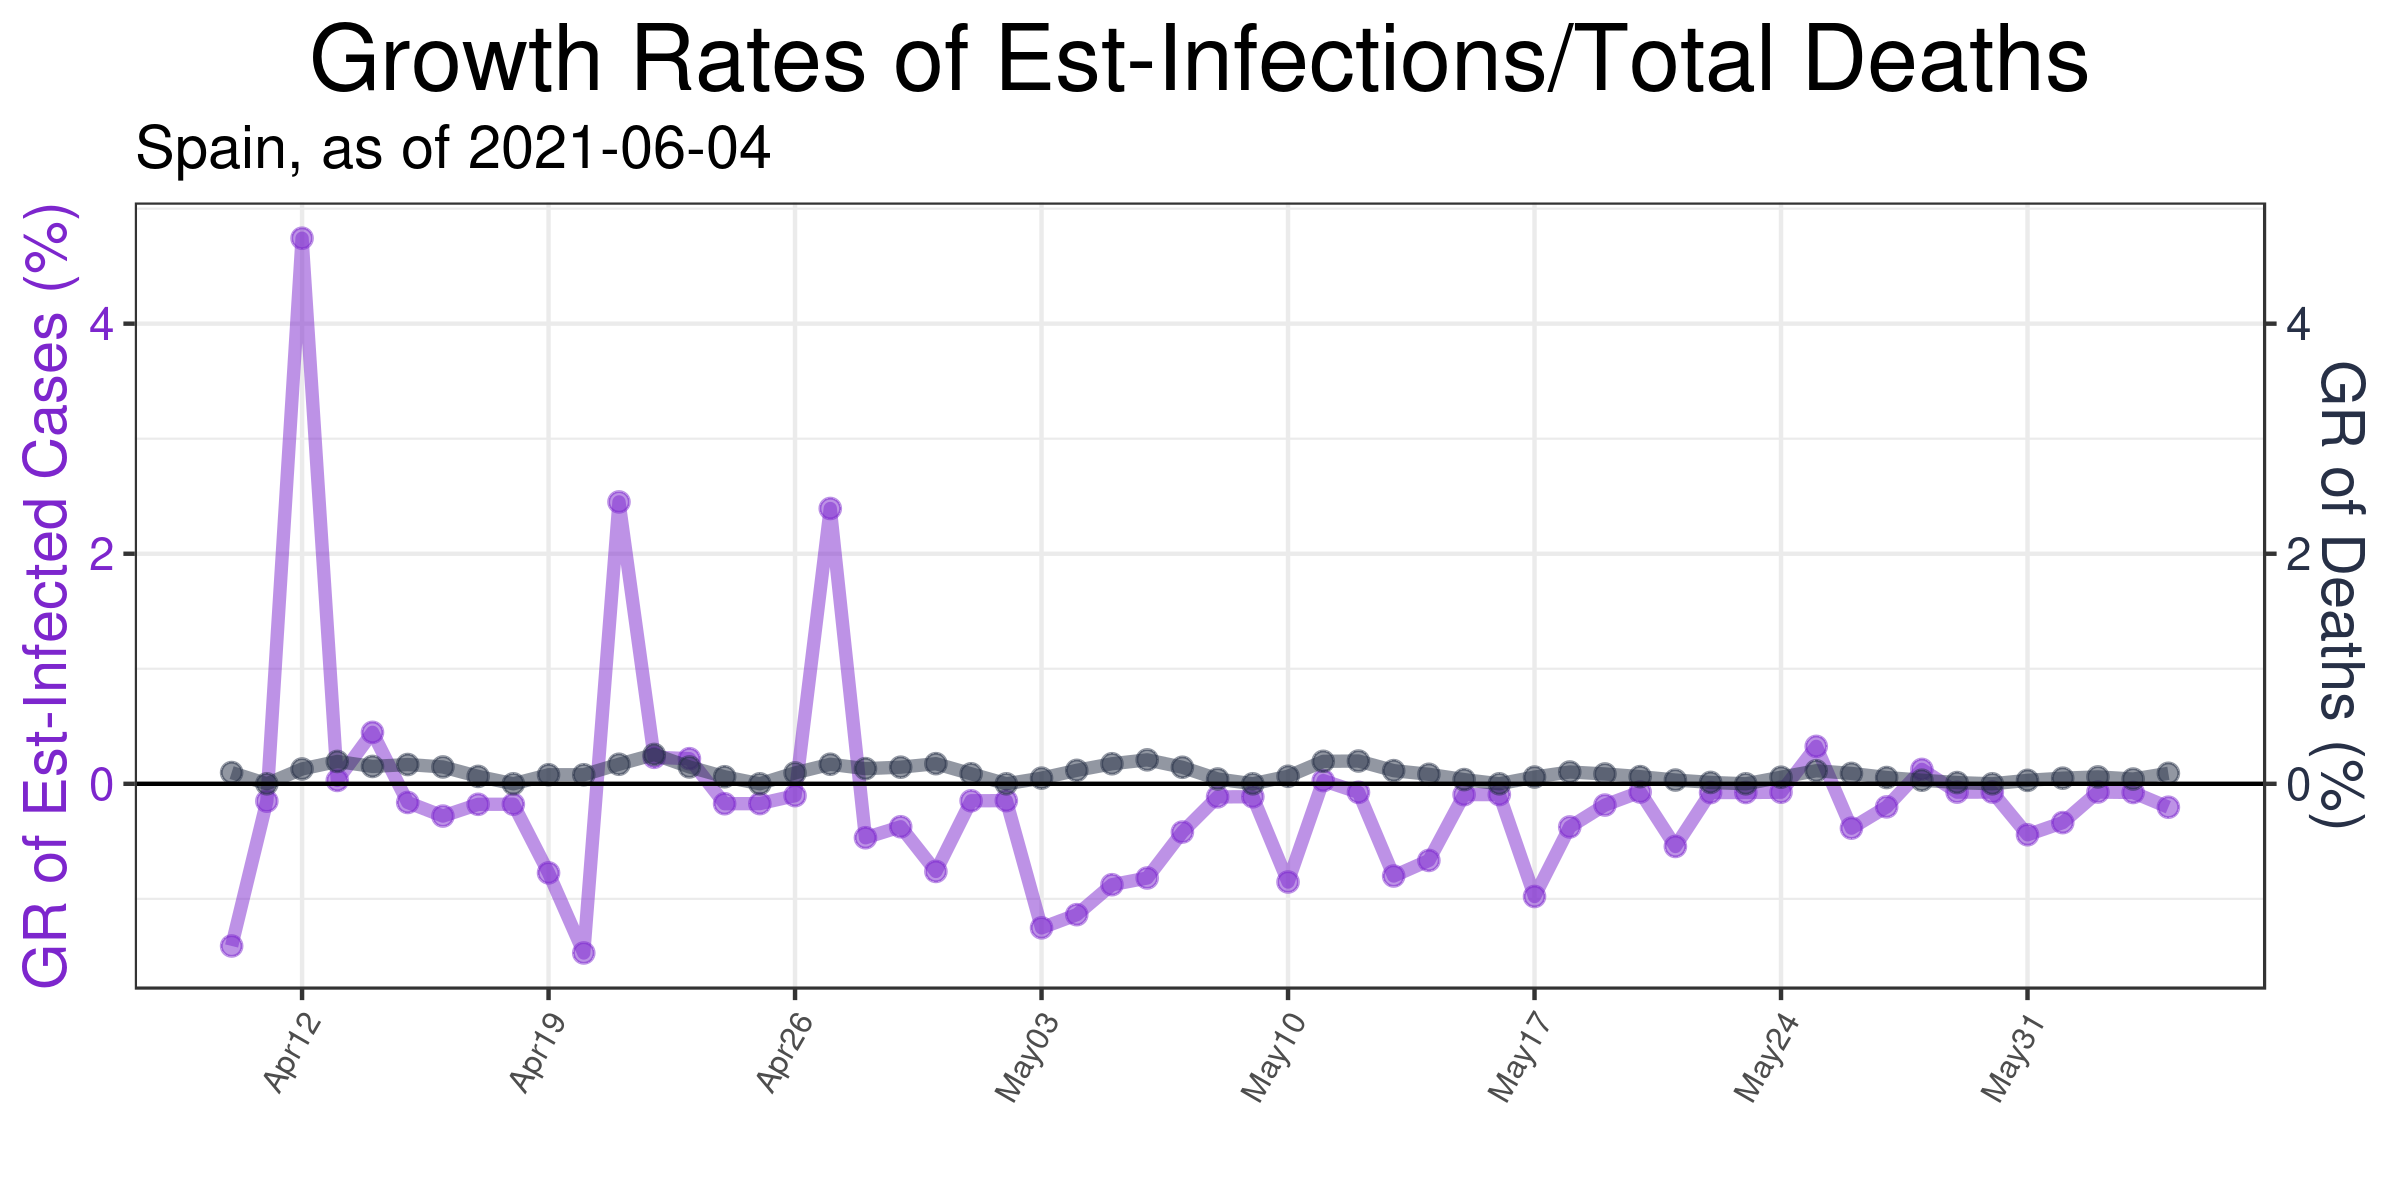 Growth Rates of Est-Infections/Total Deaths
Spain, as of 2021-06-04
GR of Est-Infected Cases (%)
4
2
0
4
2
0
GR of Deaths (%)
Apr12
Apr19
Apr26
May03
May10
May17
May24
May31